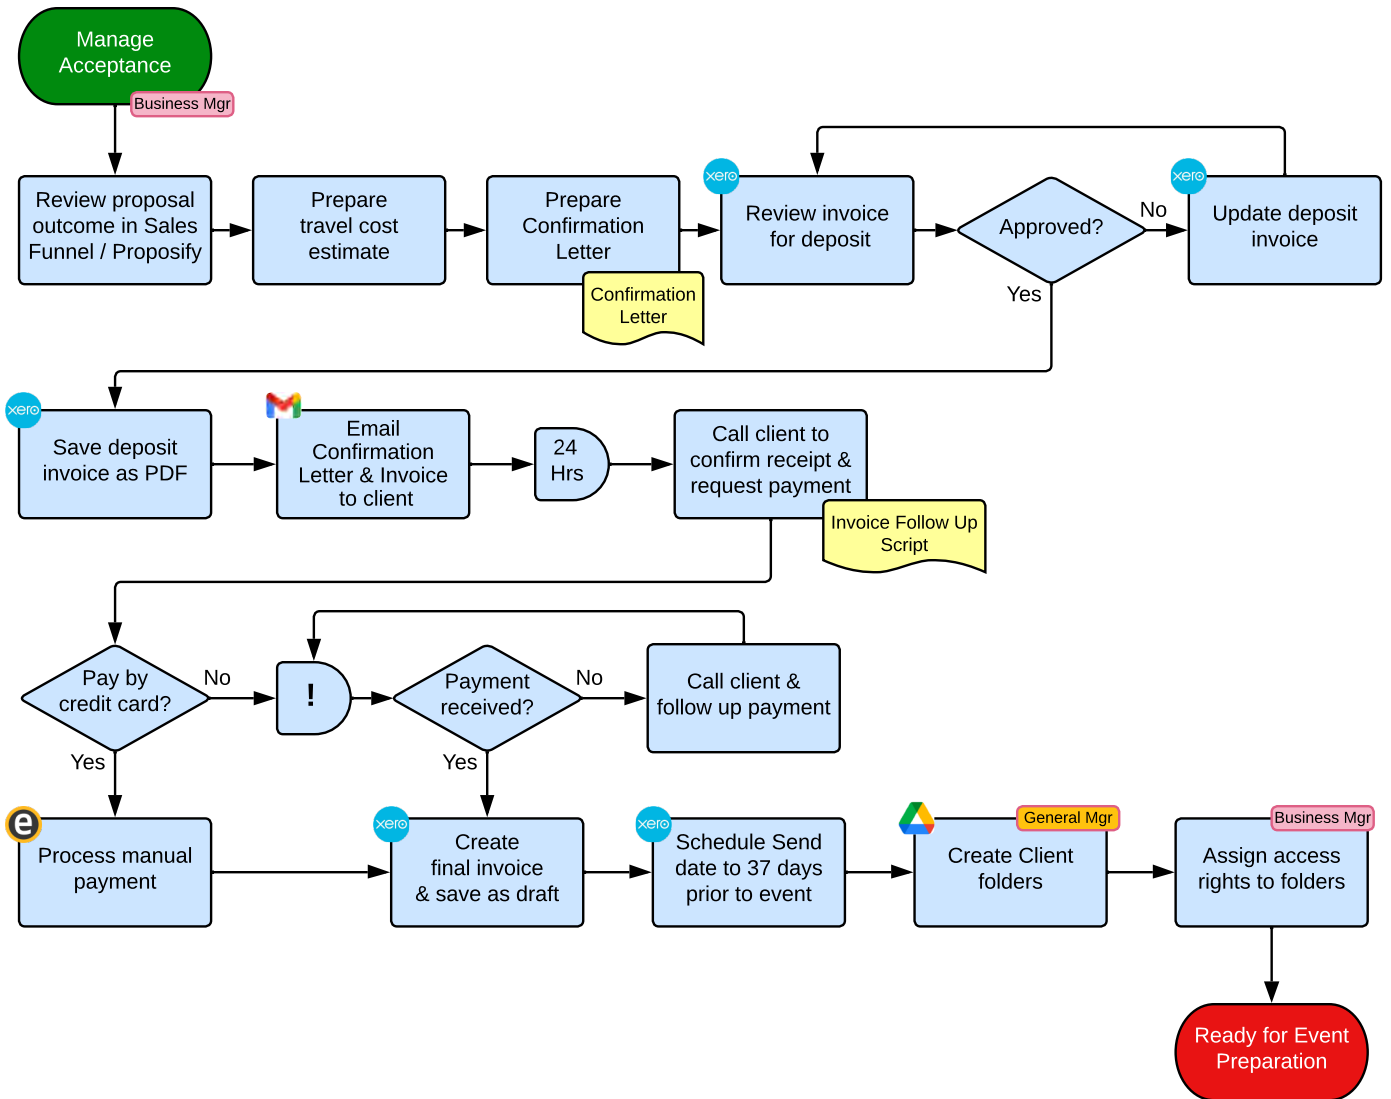 Manage
Acceptance
Business Mgr
Review proposal
outcome in Sales
Funnel / Proposify
Prepare
travel cost
estimate
Prepare
Confirmation
Letter
Confirmation
Letter
xero
Review invoice
for deposit
Approved?
No
Yes
xero
Update deposit
invoice
xero
Save deposit
invoice as PDF
Email
Confirmation
Letter & Invoice
to client
24
Hrs
Call client to
confirm receipt &
request payment
Invoice Follow Up
Script
Pay by
credit card?
No
Yes
!
Payment
received?
No
Yes
Call client &
follow up payment
e
Process manual
payment
xero
Create
final invoice
& save as draft
xero
Schedule Send
date to 37 days
prior to event
General Mgr
Create Client
folders
Business Mgr
Assign access
rights to folders
Ready for Event
Preparation